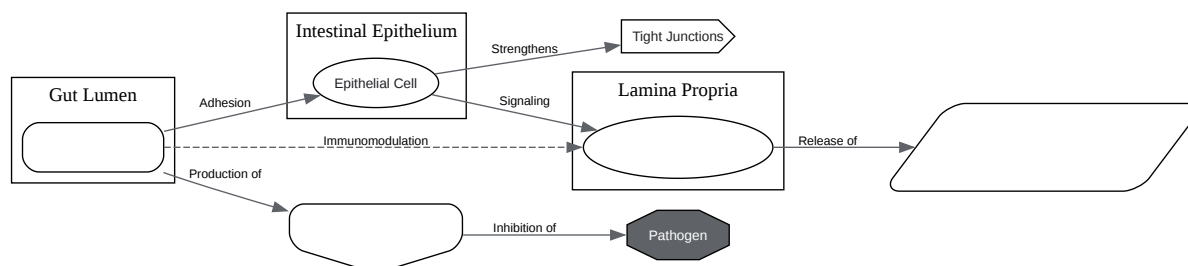 Intestinal Epithelium
Strengthens
Tight Junctions
Epithelial Cell
Gut Lumen
Adhesion
Signaling
Lamina Propria
Immunomodulation
Release of
Production of
Inhibition of
Pathogen